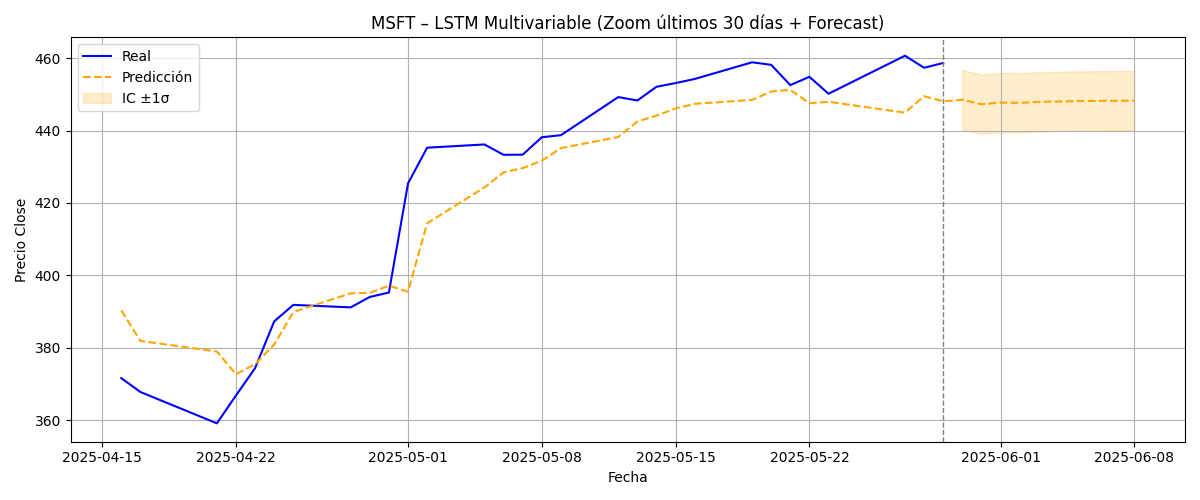 MSFT – LSTM Multivariable (Zoom últimos 30 días + Forecast)
Real
Predicción
IC ±1σ
Precio Close
460
440
420
400
380
360
2025-04-15
2025-04-22
2025-05-01
2025-05-08
2025-05-15
2025-05-22
2025-06-01
2025-06-08
Fecha